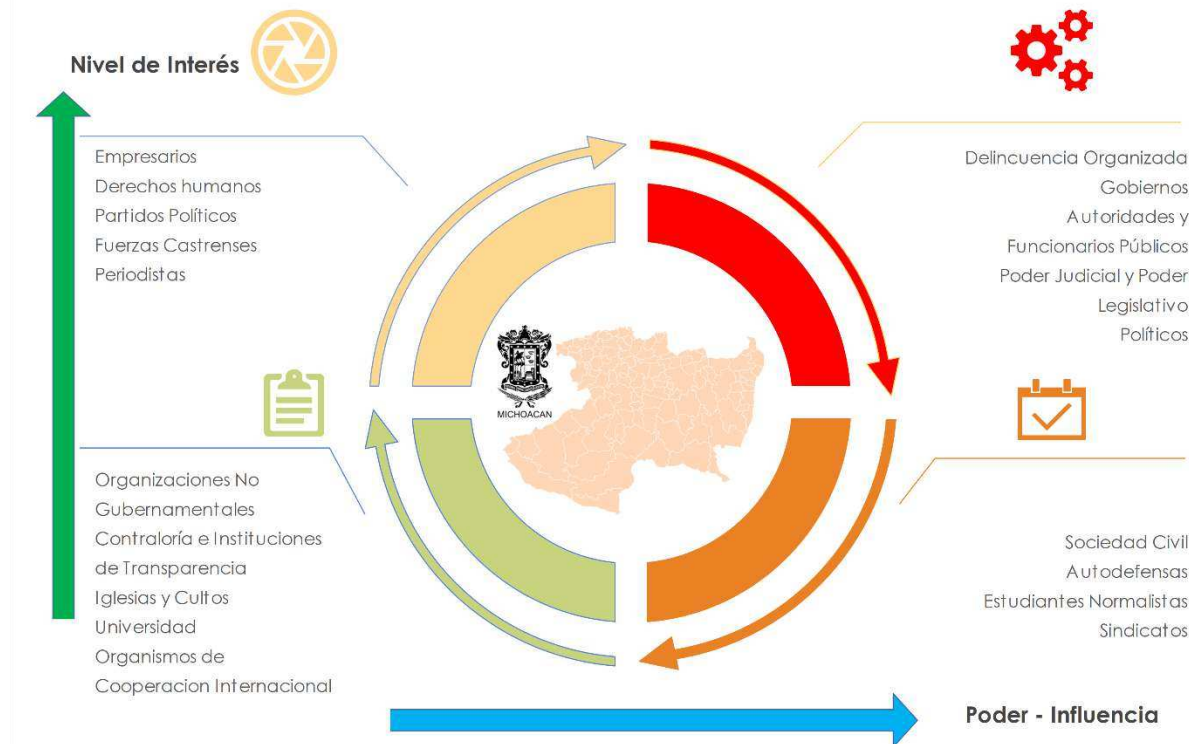 Nivel de Interés
Empresarios
Derechos humanos
Partidos Políticos
Fuerzas Castrenses
Periodistas
Delincuencia Organizada
Gobiernos
Autoridades y
Funcionarios Públicos
Poder Judicial y Poder
Legislativo
Políticos
MICHOACAN
Organizaciones No
Gubernamentales
Contraloría e Instituciones
de Transparencia
Iglesias y Cultos
Universidad
Organismos de
Cooperacion Internacional
Sociedad Civil
Autodefensas
Estudiantes Normalistas
Sindicatos
Poder - Influencia